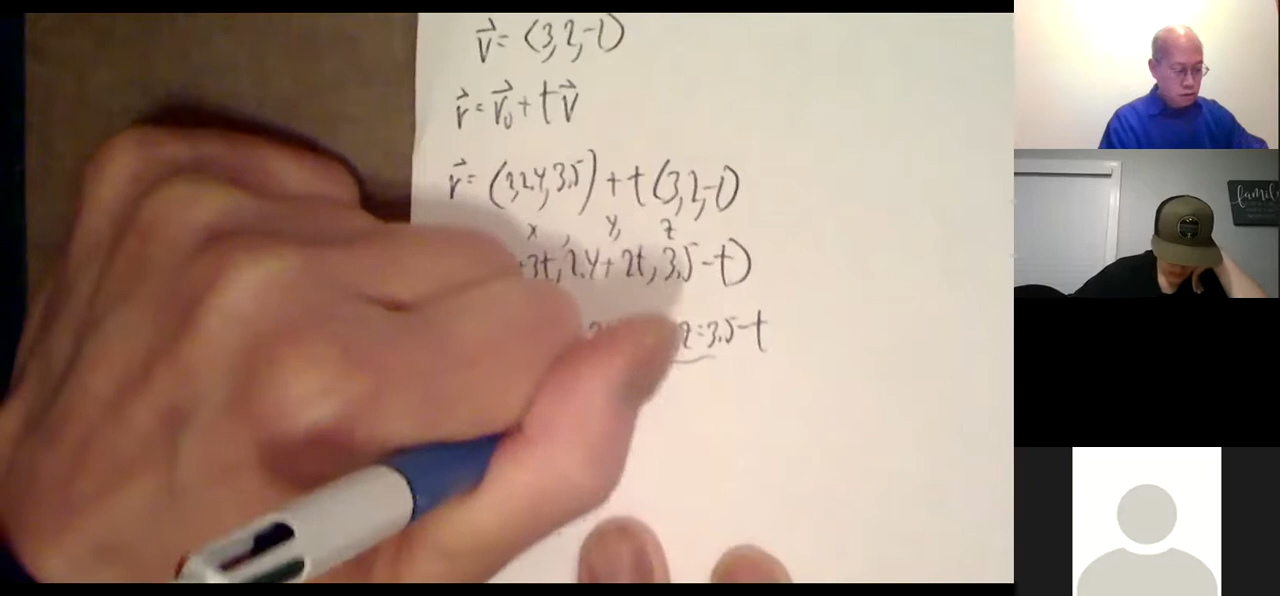 v⃗ = (3, 2, -1)
r⃗ = r⃗₀ + t v⃗
r⃗ = (3, 2.4, 3.5) + t (3, 2, -1)
x , y, z
+3t, 2.4+2t, 3.5-t)
z=3.5-t
family